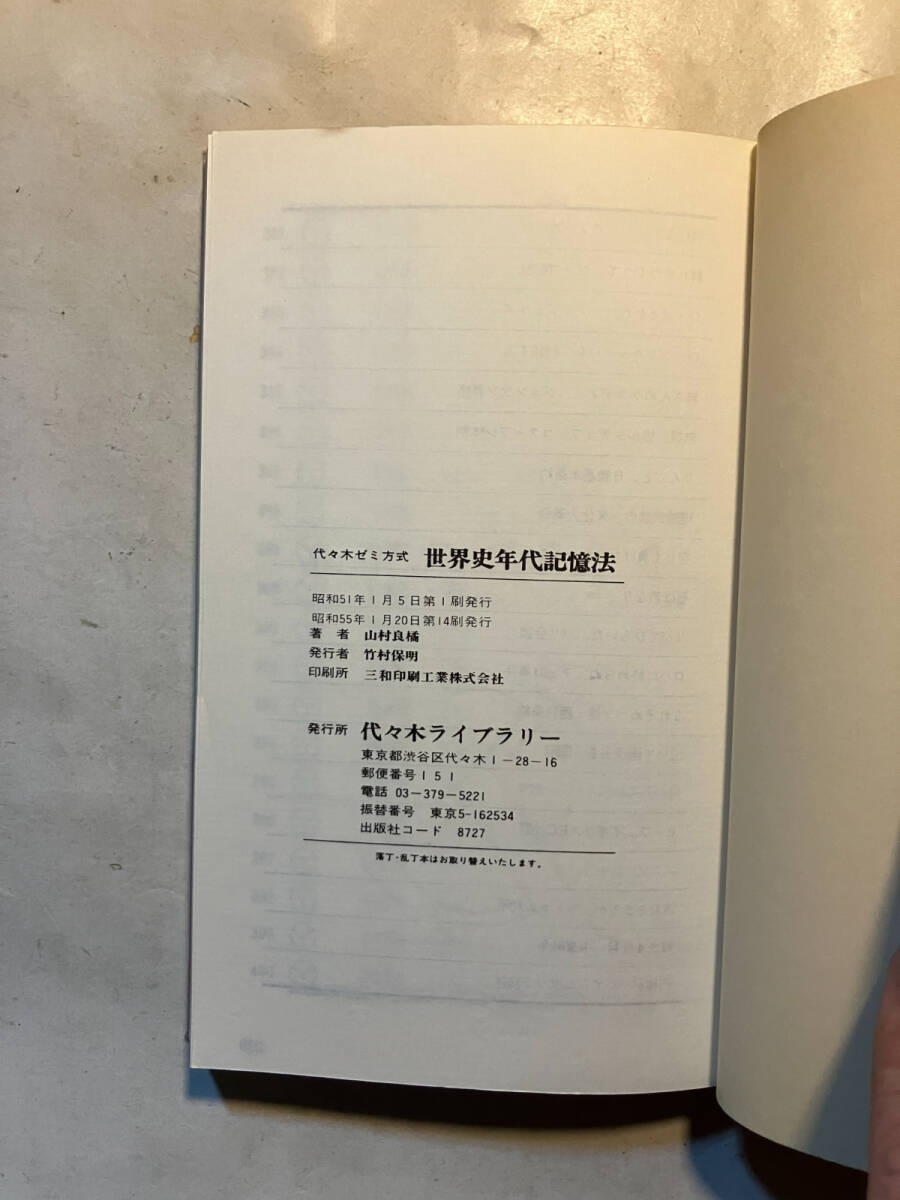 代々木ゼミ方式 世界史年代記憶法
昭和51年1月5日第1刷発行
昭和55年1月20日第14刷発行
著者 山村良橘
発行者 竹村保明
印刷所 三和印刷工業株式会社
発行所 代々木ライブラリー
東京都渋谷区代々木1-28-16
郵便番号151
電話 03-379-5221
振替番号 東京5-162534
出版社コード 8727
落丁・乱丁本はお取り替えいたします。